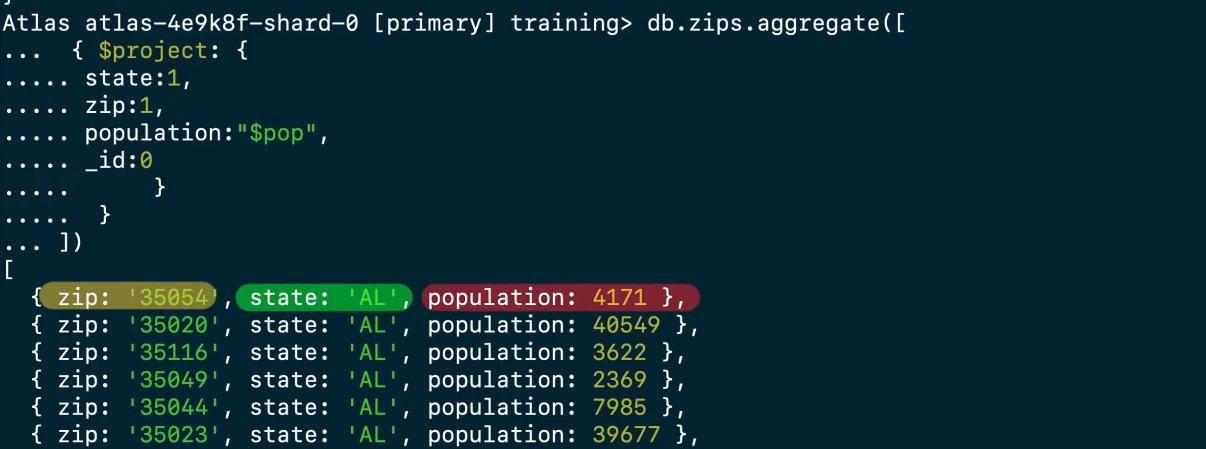 Atlas atlas-4e9k8f-shard-0 [primary] training> db.zips.aggregate([
...  { $project: {
..... state:1,
..... zip:1,
..... population:"$pop",
..... _id:0
.....      }
.....  }
... ])
[
  { zip: '35054', state: 'AL', population: 4171 },
  { zip: '35020', state: 'AL', population: 40549 },
  { zip: '35116', state: 'AL', population: 3622 },
  { zip: '35049', state: 'AL', population: 2369 },
  { zip: '35044', state: 'AL', population: 7985 },
  { zip: '35023', state: 'AL', population: 39677 },